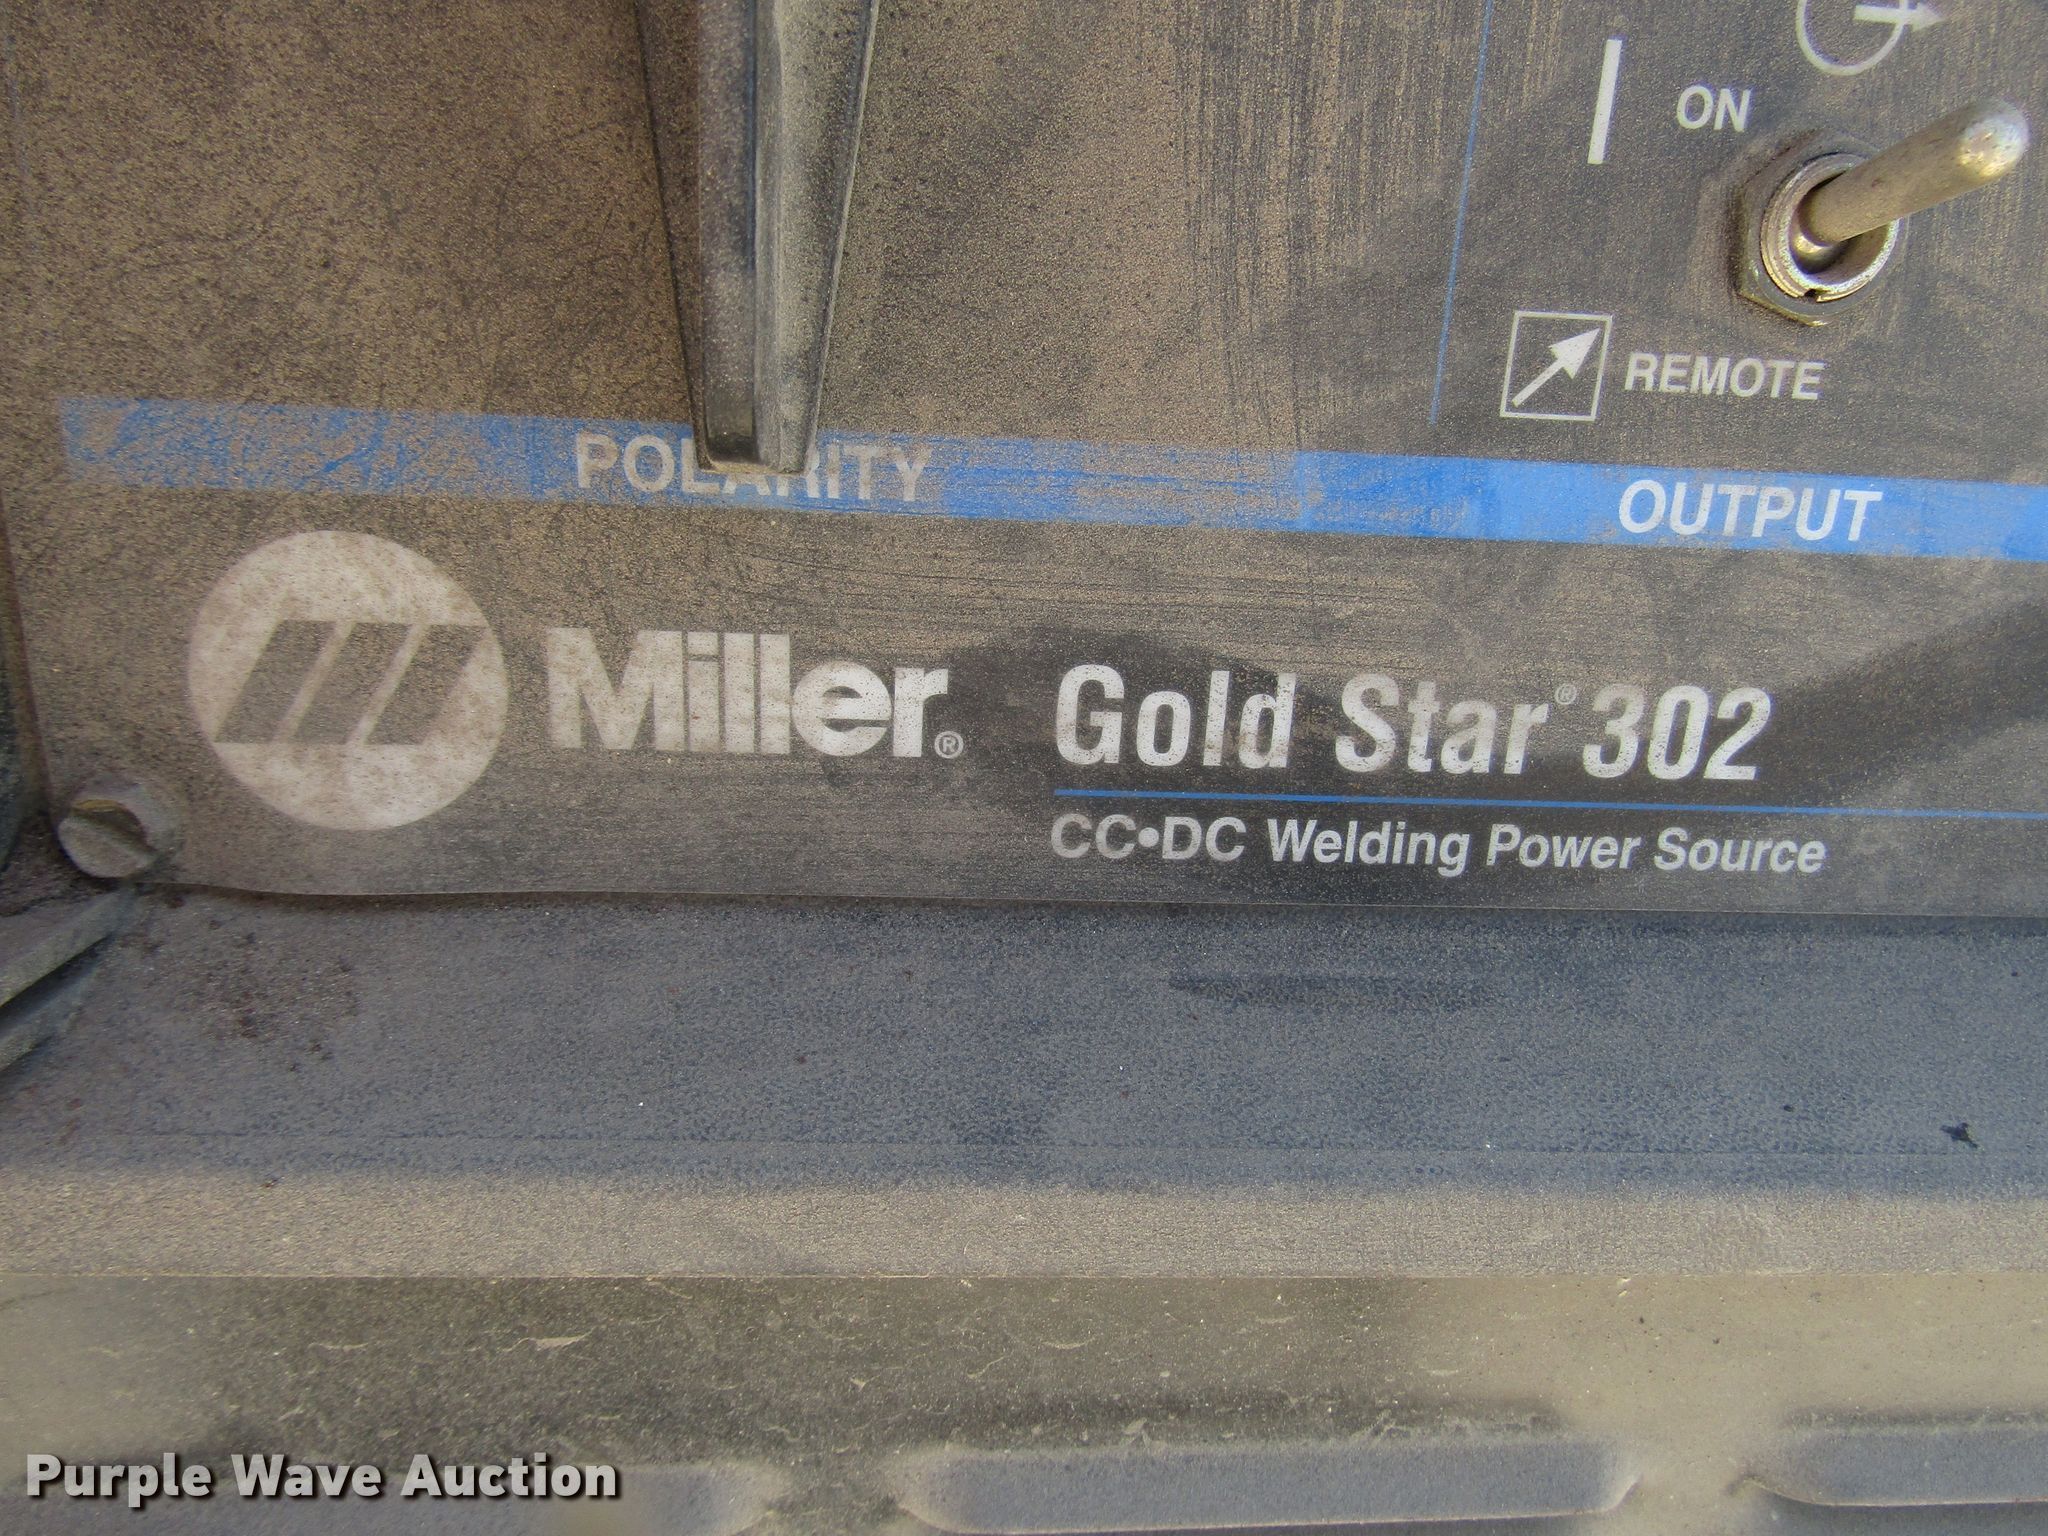 ON
REMOTE
POLARITY
OUTPUT
Miller® Gold Star® 302
CC•DC Welding Power Source
Purple Wave Auction